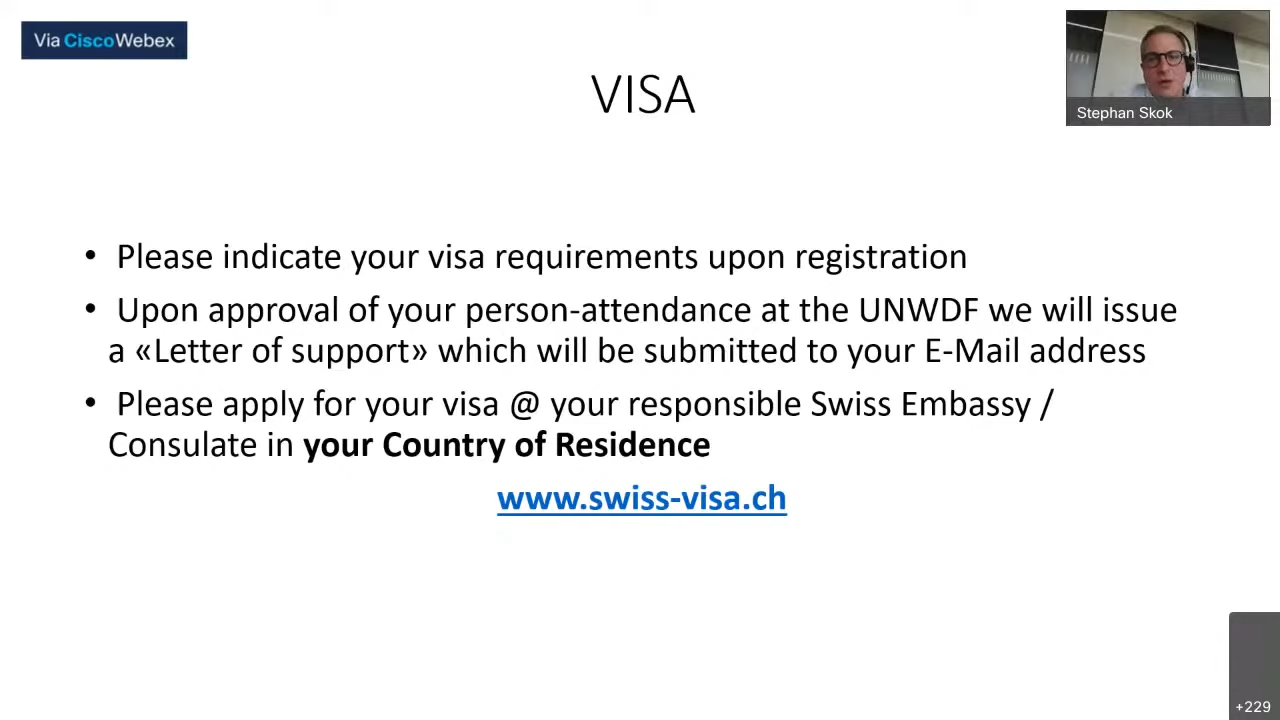 Via CiscoWebex
VISA
Stephan Skok
• Please indicate your visa requirements upon registration
• Upon approval of your person-attendance at the UNWDF we will issue
a «Letter of support» which will be submitted to your E-Mail address
• Please apply for your visa @ your responsible Swiss Embassy /
Consulate in your Country of Residence
www.swiss-visa.ch
+229